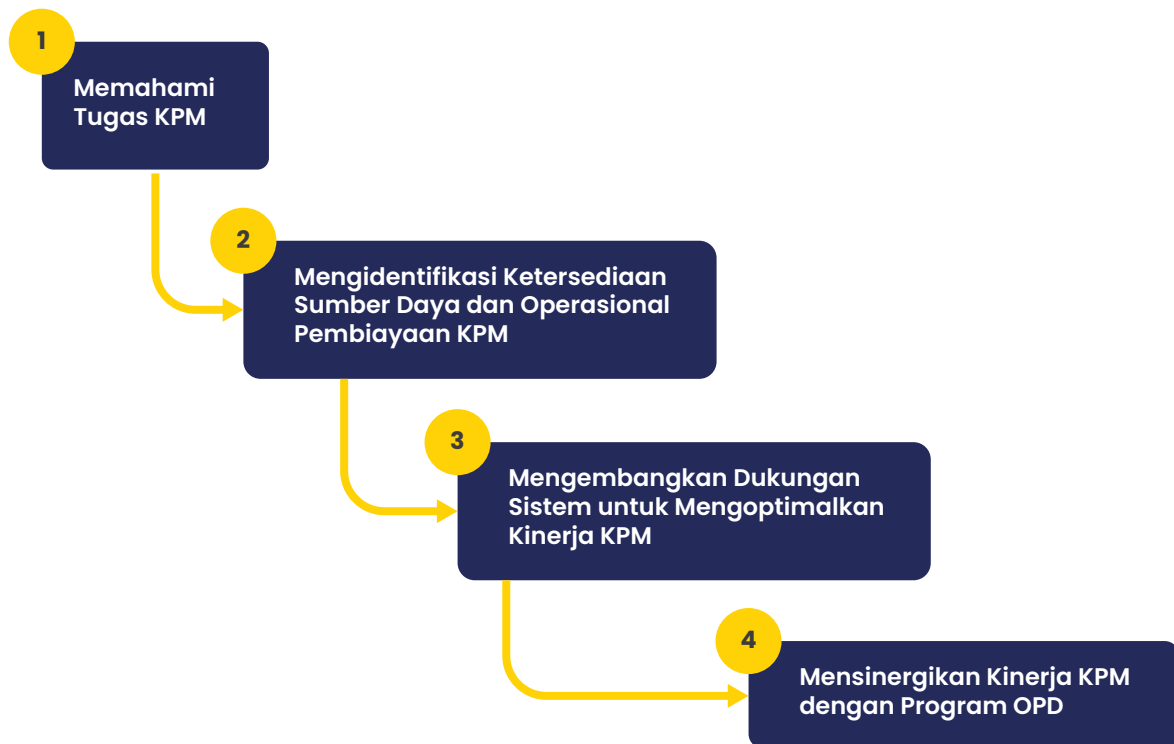 1
Memahami
Tugas KPM
2
Mengidentifikasi Ketersediaan
Sumber Daya dan Operasional
Pembiayaan KPM
3
Mengembangkan Dukungan
Sistem untuk Mengoptimalkan
Kinerja KPM
4
Mensinergikan Kinerja KPM
dengan Program OPD